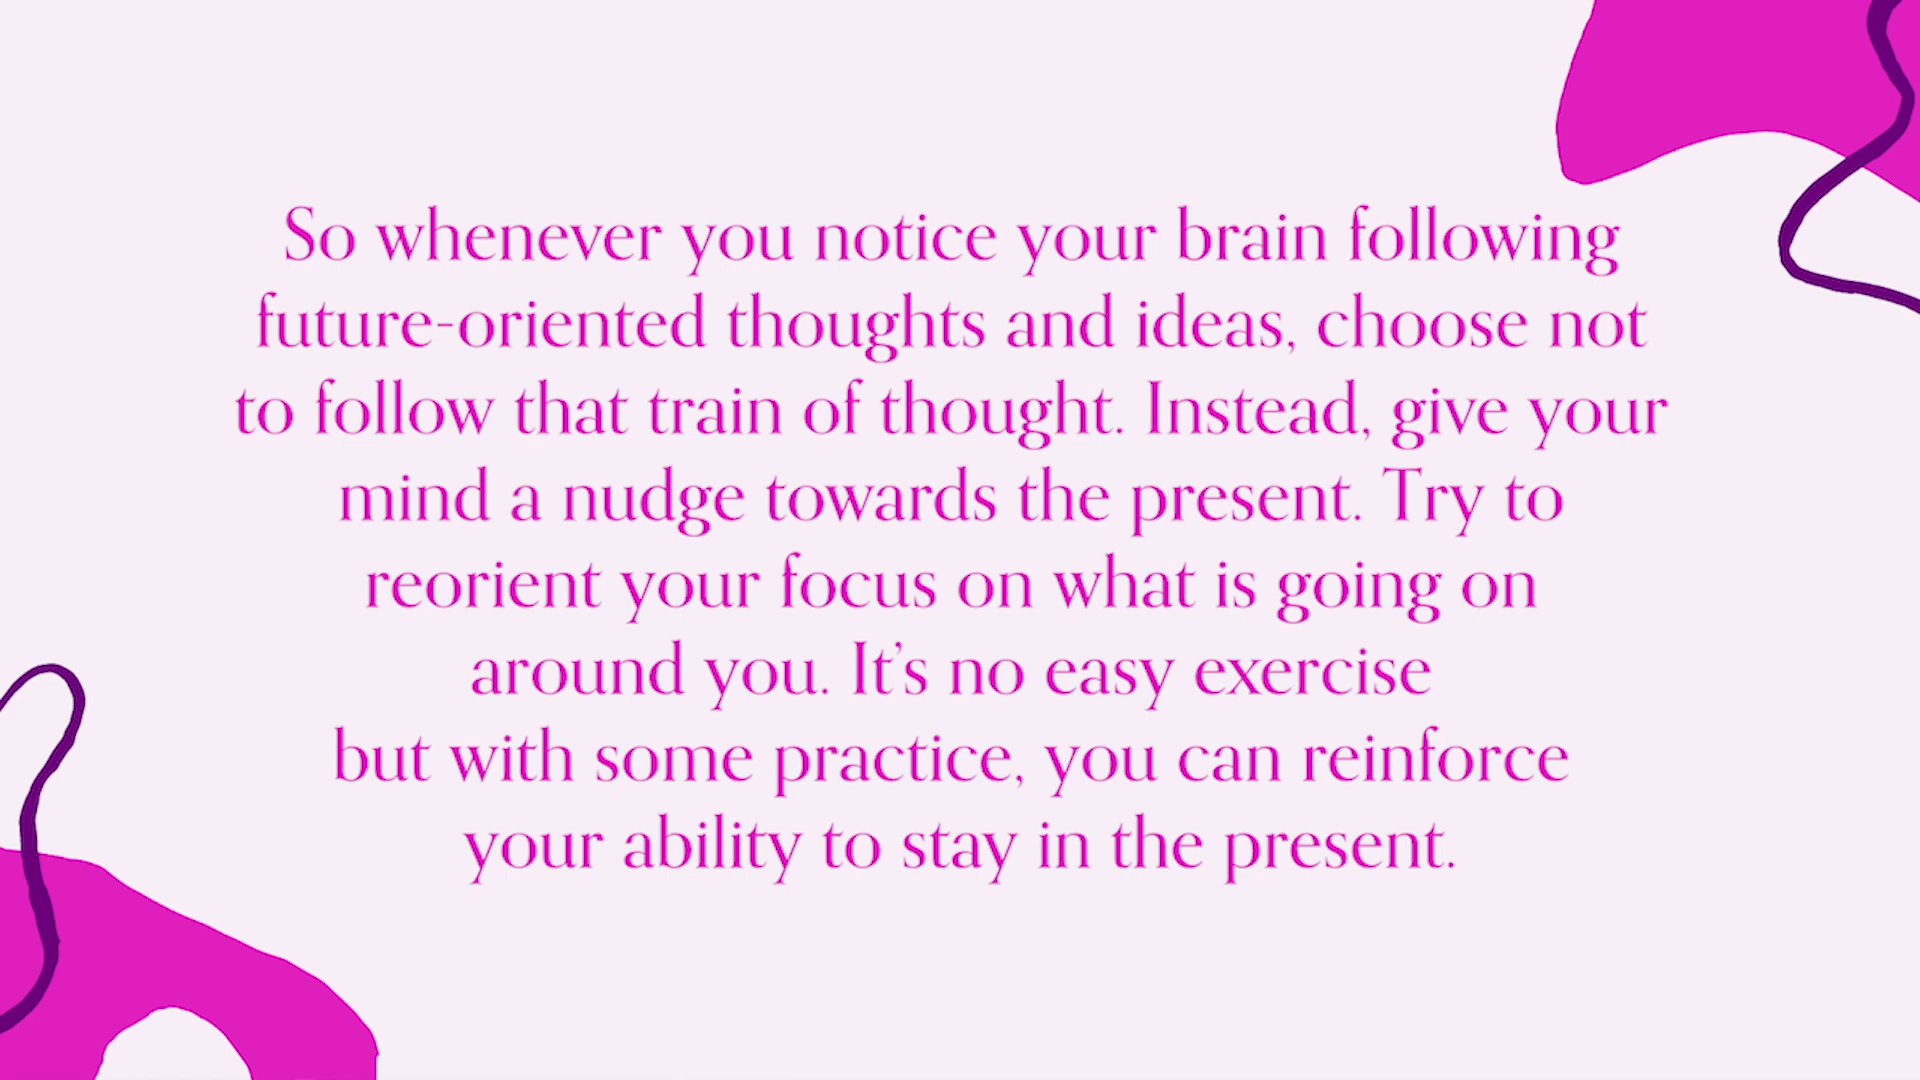 So whenever you notice your brain following
future-oriented thoughts and ideas, choose not
to follow that train of thought. Instead, give your
mind a nudge towards the present. Try to
reorient your focus on what is going on
around you. It’s no easy exercise
but with some practice, you can reinforce
your ability to stay in the present.